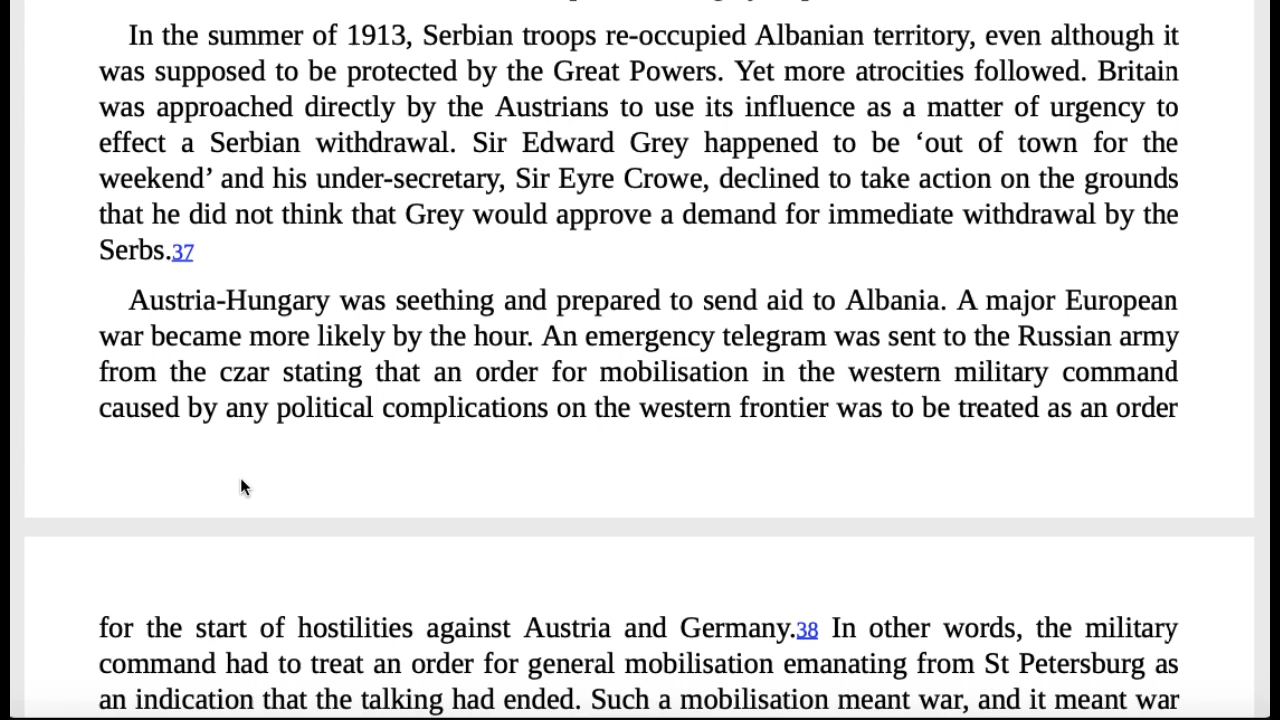 In the summer of 1913, Serbian troops re-occupied Albanian territory, even although it
was supposed to be protected by the Great Powers. Yet more atrocities followed. Britain
was approached directly by the Austrians to use its influence as a matter of urgency to
effect a Serbian withdrawal. Sir Edward Grey happened to be ‘out of town for the
weekend’ and his under-secretary, Sir Eyre Crowe, declined to take action on the grounds
that he did not think that Grey would approve a demand for immediate withdrawal by the
Serbs.37
Austria-Hungary was seething and prepared to send aid to Albania. A major European
war became more likely by the hour. An emergency telegram was sent to the Russian army
from the czar stating that an order for mobilisation in the western military command
caused by any political complications on the western frontier was to be treated as an order
for the start of hostilities against Austria and Germany.38 In other words, the military
command had to treat an order for general mobilisation emanating from St Petersburg as
an indication that the talking had ended. Such a mobilisation meant war, and it meant war